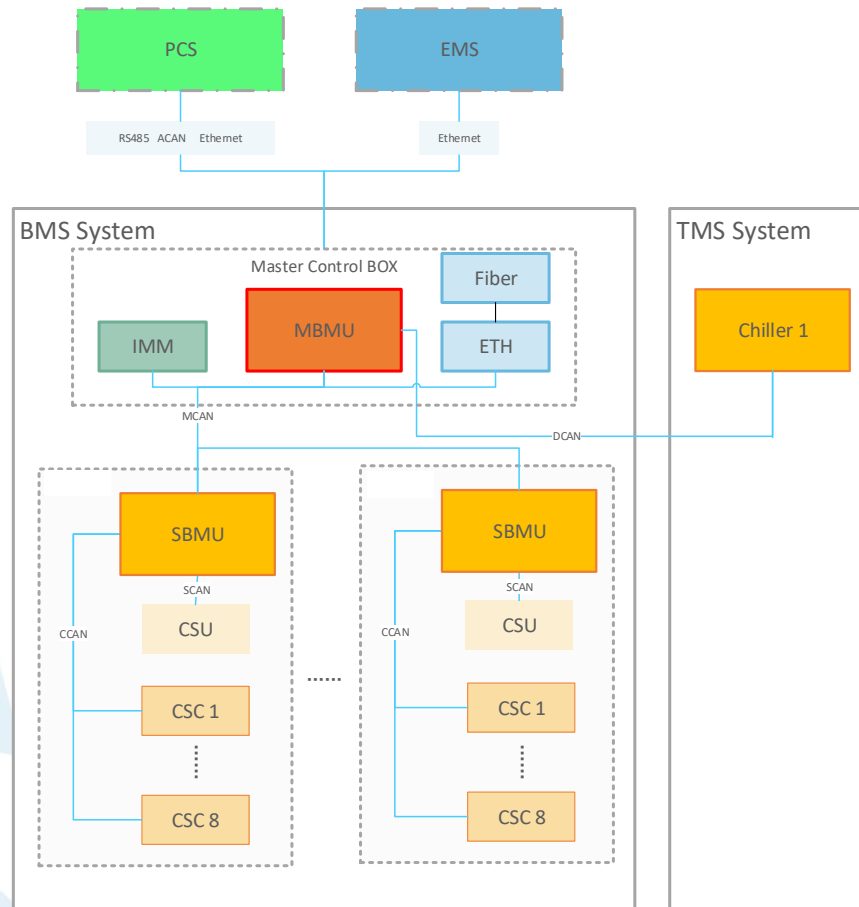 PCS
EMS
RS485 ACAN Ethernet
Ethernet
BMS System
TMS System
Master Control BOX
Fiber
MBMU
Chiller 1
IMM
ETH
MCAN
DCAN
SBMU
SBMU
SCAN
SCAN
CSU
CSU
CCAN
CCAN
......
CSC 1
CSC 1
......
......
CSC 8
CSC 8